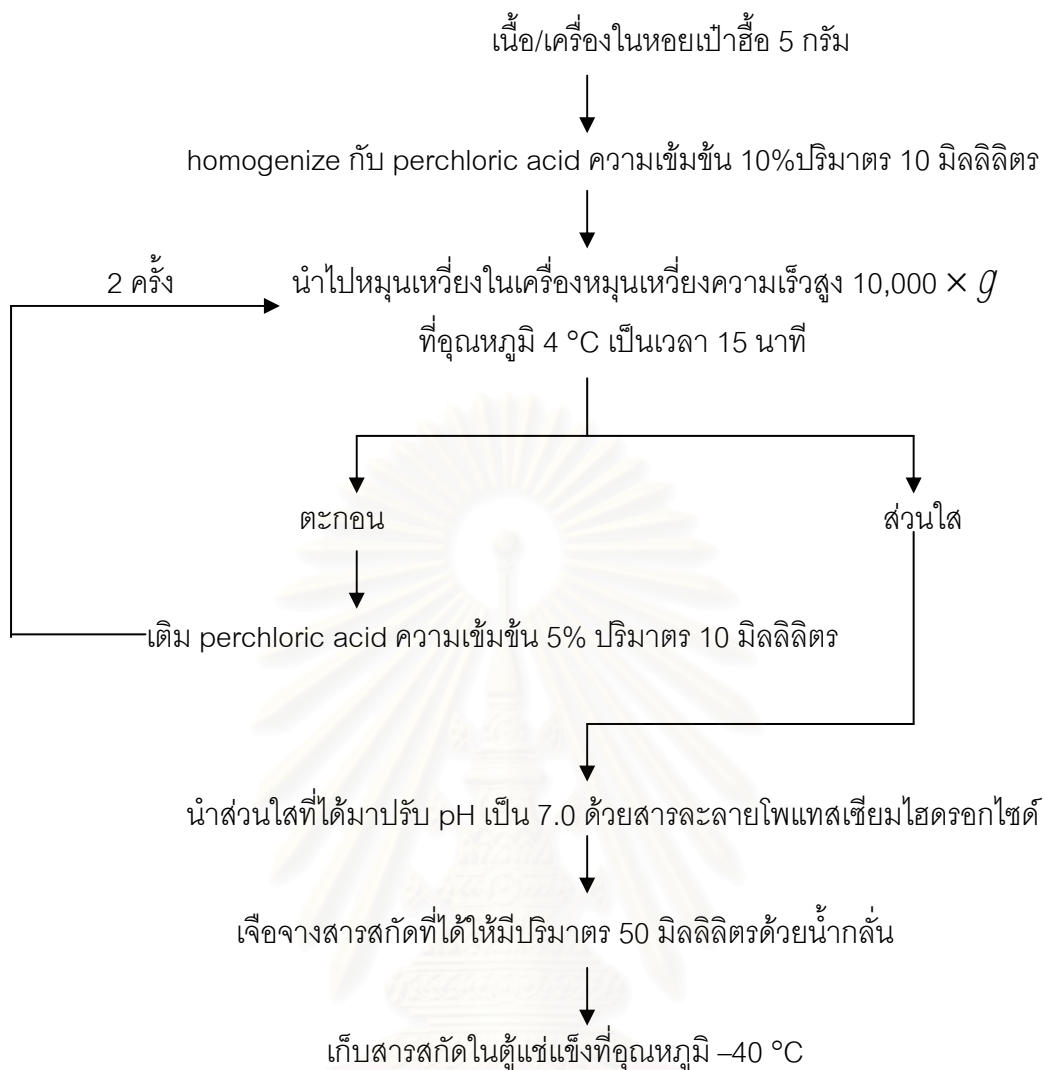 เนื้อ/เครื่องในหอยเป๋าฮื้อ 5 กรัม
homogenize กับ perchloric acid ความเข้มข้น 10%ปริมาตร 10 มิลลิลิตร
2 ครั้ง
นำไปหมุนเหวี่ยงในเครื่องหมุนเหวี่ยงความเร็วสูง 10,000 × g
ที่อุณหภูมิ 4 °C เป็นเวลา 15 นาที
ตะกอน
ส่วนใส
เติม perchloric acid ความเข้มข้น 5% ปริมาตร 10 มิลลิลิตร
นำส่วนใสที่ได้มาปรับ pH เป็น 7.0 ด้วยสารละลายโพแทสเซียมไฮดรอกไซด์
เจือจางสารสกัดที่ได้ให้มีปริมาตร 50 มิลลิลิตรด้วยน้ำกลั่น
เก็บสารสกัดในตู้แช่แข็งที่อุณหภูมิ –40 °C